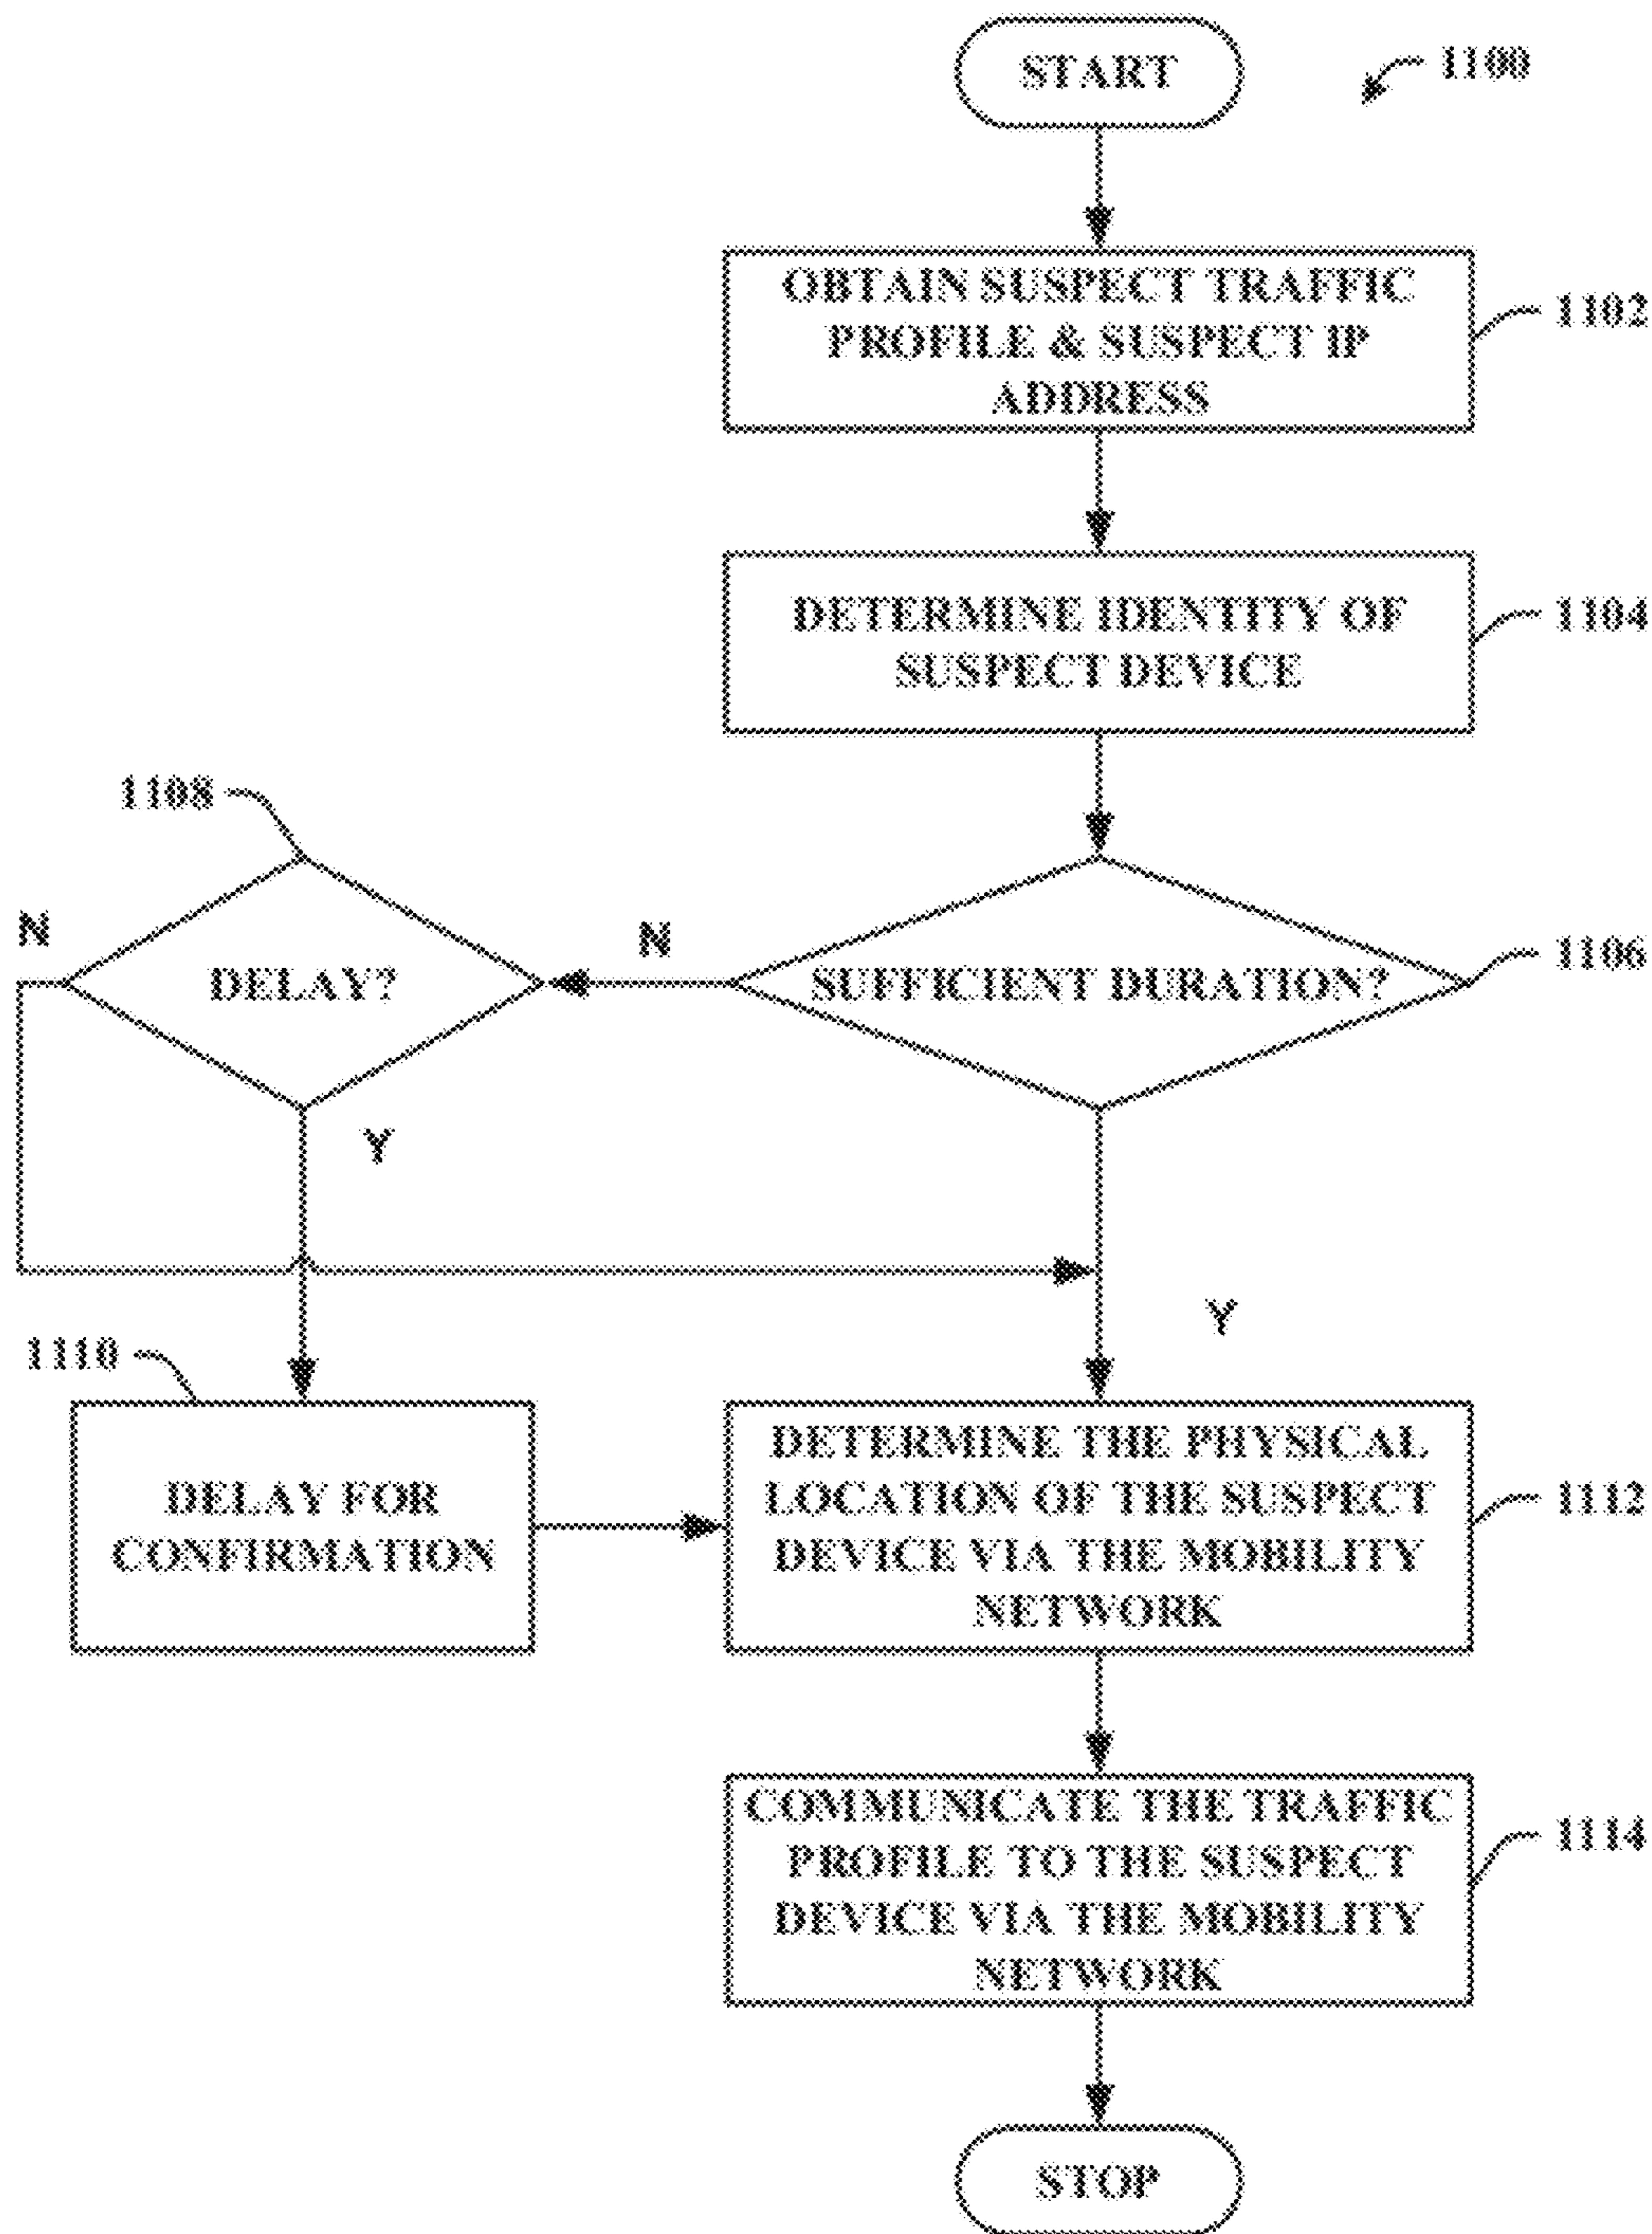 START
1100
OBTAIN SUSPECT TRAFFIC
PROFILE & SUSPECT IP
ADDRESS
1102
DETERMINE IDENTITY OF
SUSPECT DEVICE
1104
1108
N
DELAY?
N
SUFFICIENT DURATION?
1106
Y
Y
1110
DELAY FOR
CONFIRMATION
DETERMINE THE PHYSICAL
LOCATION OF THE SUSPECT
DEVICE VIA THE MOBILITY
NETWORK
1112
COMMUNICATE THE TRAFFIC
PROFILE TO THE SUSPECT
DEVICE VIA THE MOBILITY
NETWORK
1114
STOP